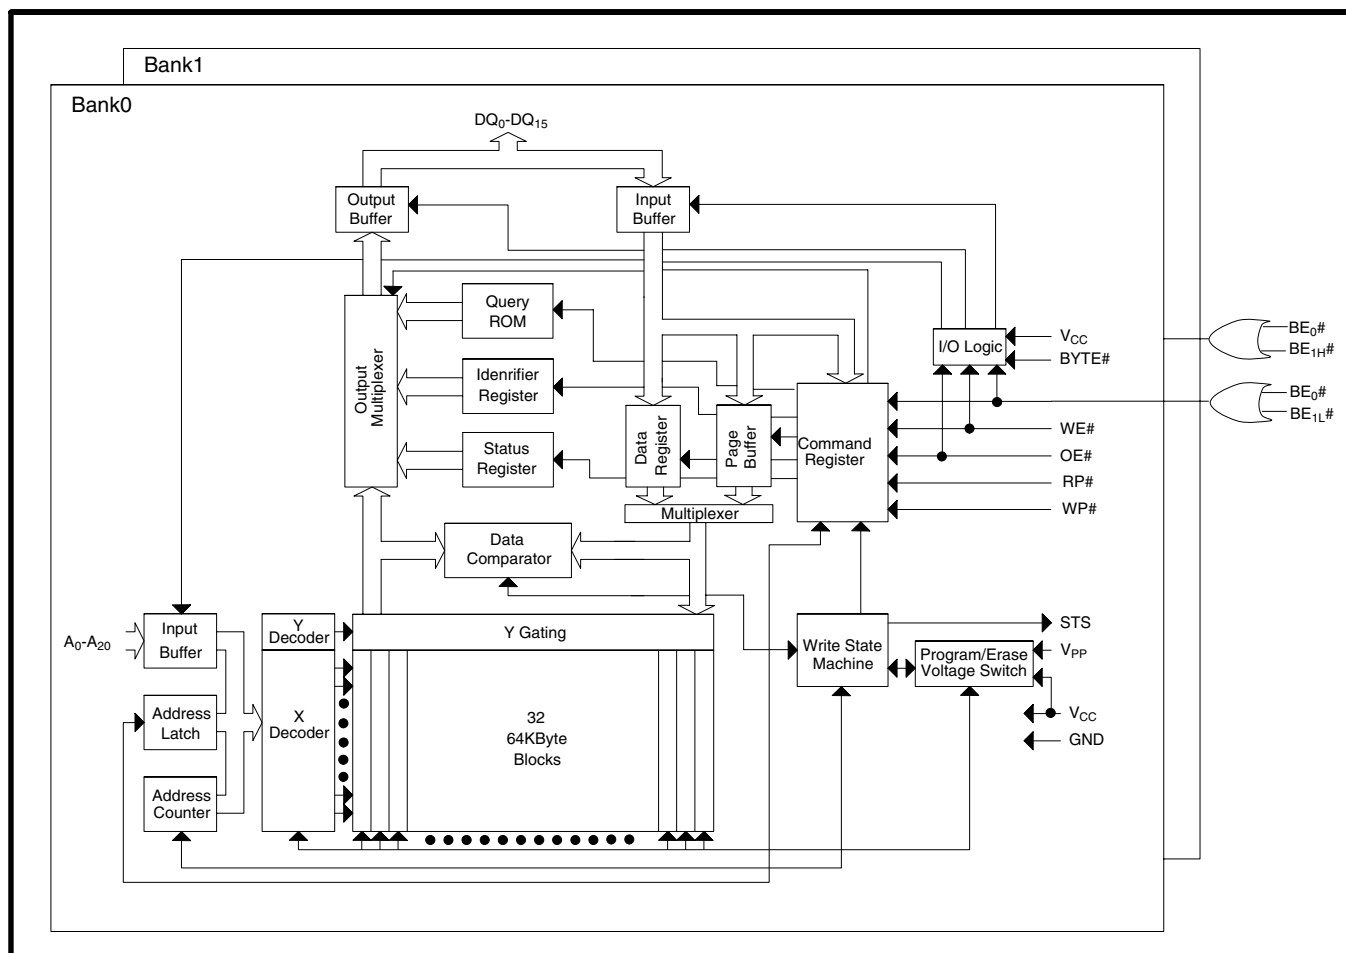 Bank1
Bank0
DQ0-DQ15
Output
Buffer
Input
Buffer
Query
ROM
Output
Multiplexer
Idenrifier
Register
Status
Register
Data
Register
Page
Buffer
Command
Register
Multiplexer
Data
Comparator
I/O Logic
VCC
BYTE#
BE0#
BE1H#
BE0#
BE1L#
WE#
OE#
RP#
WP#
A0-A20
Input
Buffer
Y
Decoder
Y Gating
Write State
Machine
Program/Erase
Voltage Switch
STS
VPP
VCC
GND
Address
Latch
X
Decoder
32
64KByte
Blocks
Address
Counter